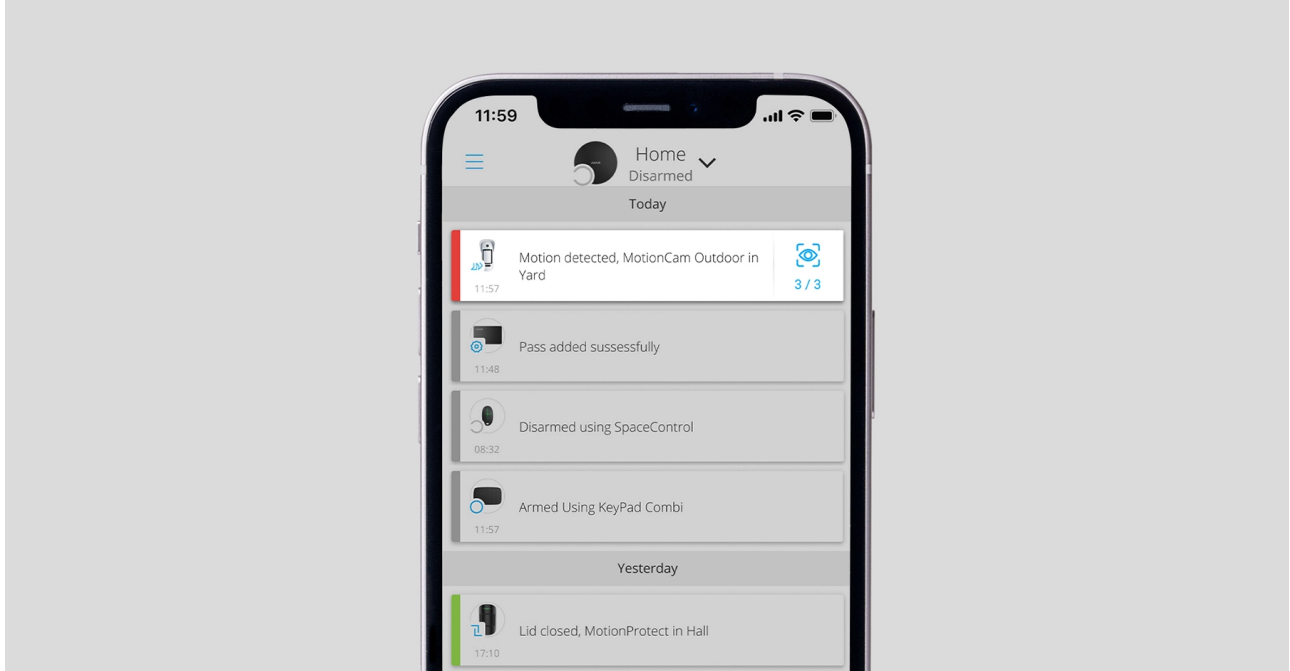 11:59
Home
Disarmed
Today
Motion detected, MotionCam Outdoor in
Yard
11:57
3 / 3
Pass added sussessfully
11:48
Disarmed using SpaceControl
08:32
Armed Using KeyPad Combi
11:57
Yesterday
Lid closed, MotionProtect in Hall
17:10